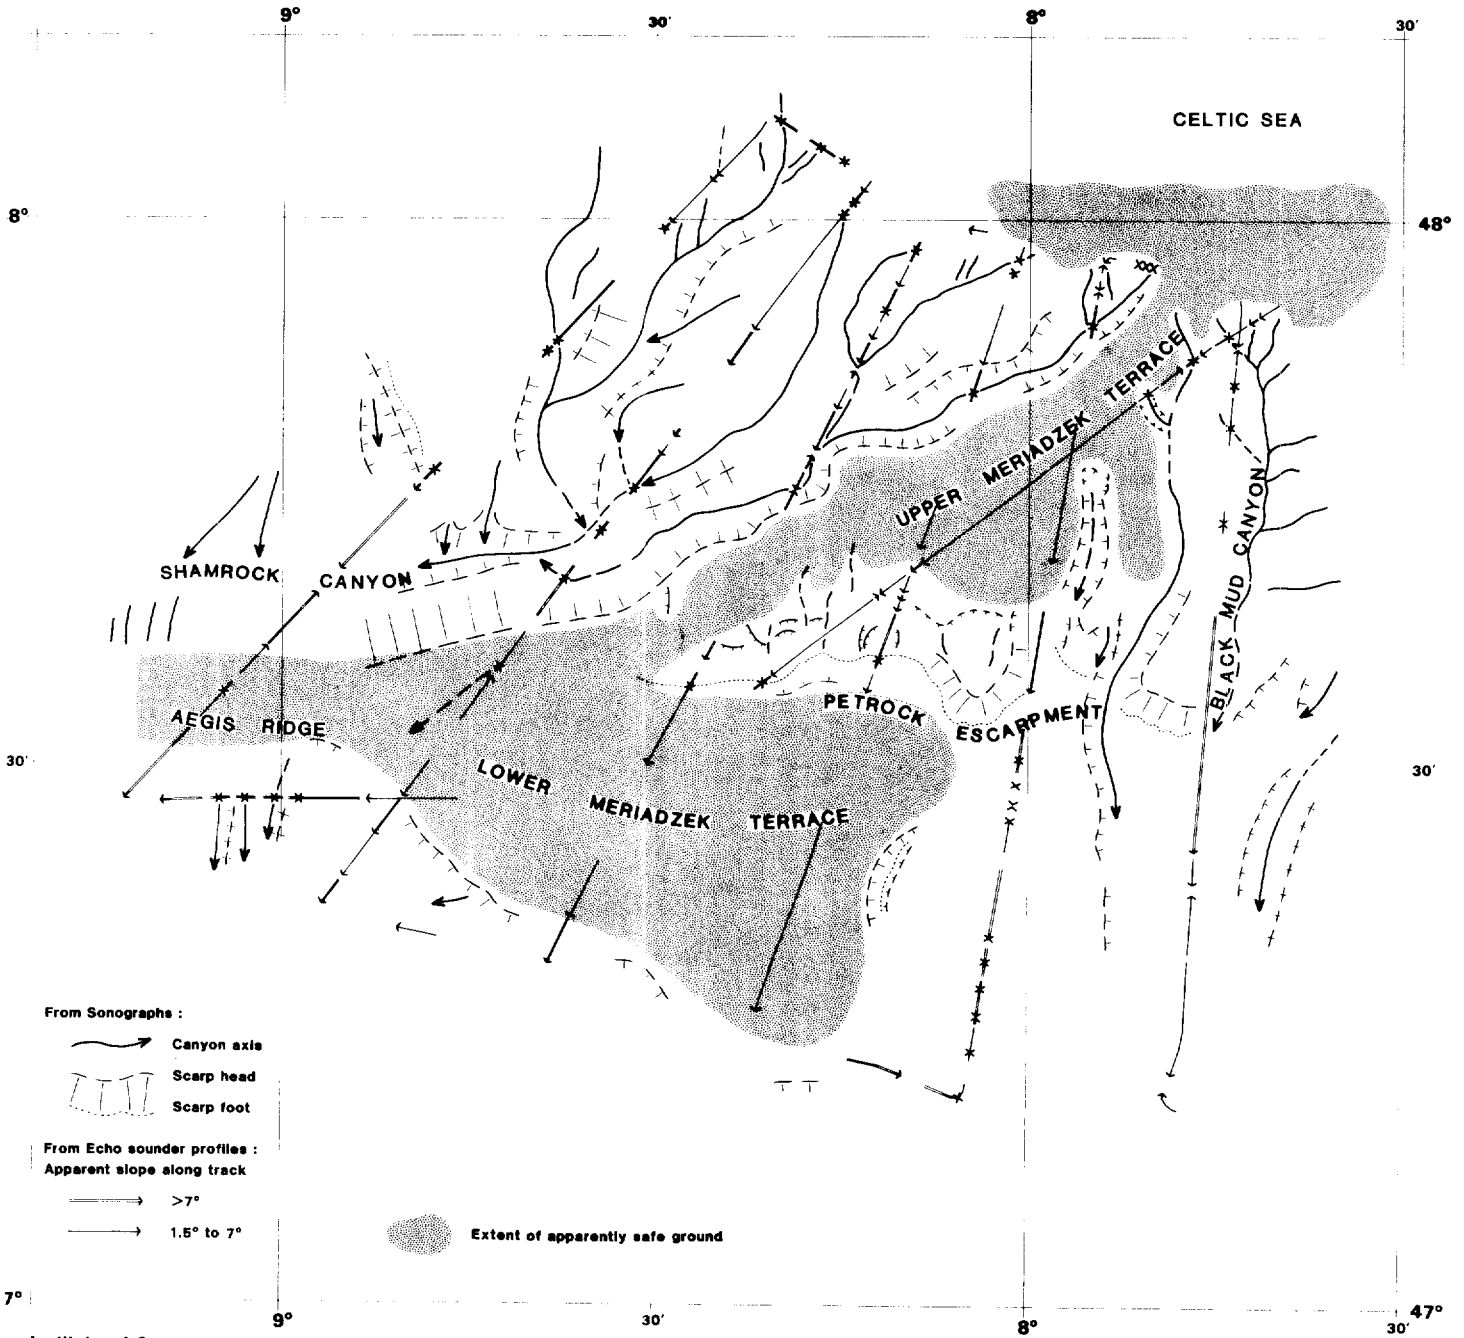 9°
30′
8°
30′
CELTIC SEA
8°
48°
UPPER MERIADZEK TERRACE
BLACK MUD CANYON
SHAMROCK CANYON
AEGIS RIDGE
PETROCK ESCARPMENT
30′
30′
LOWER MERIADZEK TERRACE
From Sonographs :
Canyon axis
Scarp head
Scarp foot
From Echo sounder profiles :
Apparent slope along track
>7°
1.5° to 7°
Extent of apparently safe ground
7°
47°
9°
30′
8°
30′